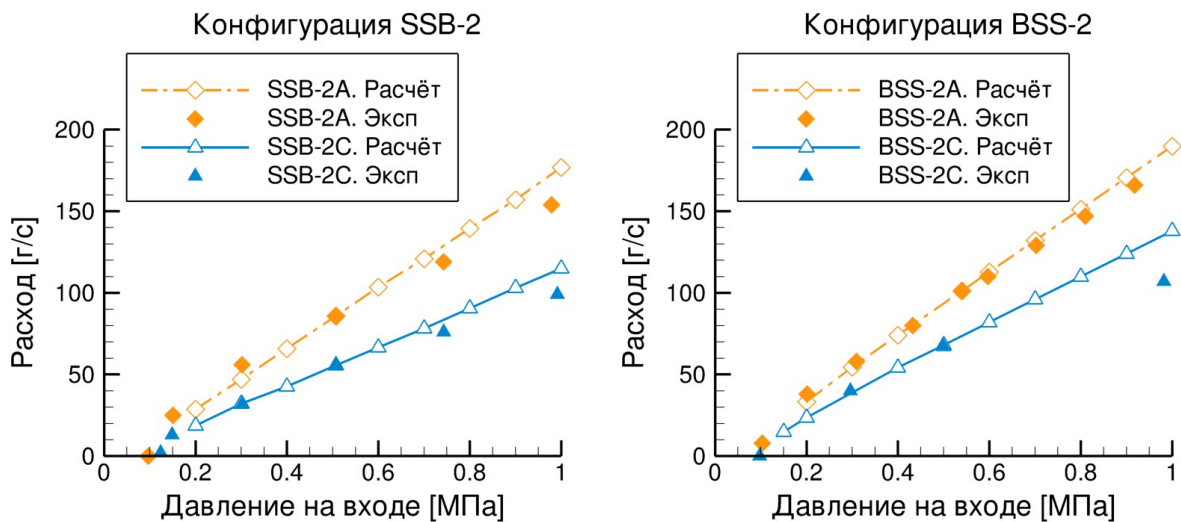 Конфигурация SSB-2
SSB-2A. Расчёт
SSB-2A. Эксп
SSB-2C. Расчёт
SSB-2C. Эксп
200
150
100
50
0
0
0.2
0.4
0.6
0.8
1
Расход [г/с]
Давление на входе [МПа]
Конфигурация BSS-2
BSS-2A. Расчёт
BSS-2A. Эксп
BSS-2C. Расчёт
BSS-2C. Эксп
200
150
100
50
0
0
0.2
0.4
0.6
0.8
1
Расход [г/с]
Давление на входе [МПа]